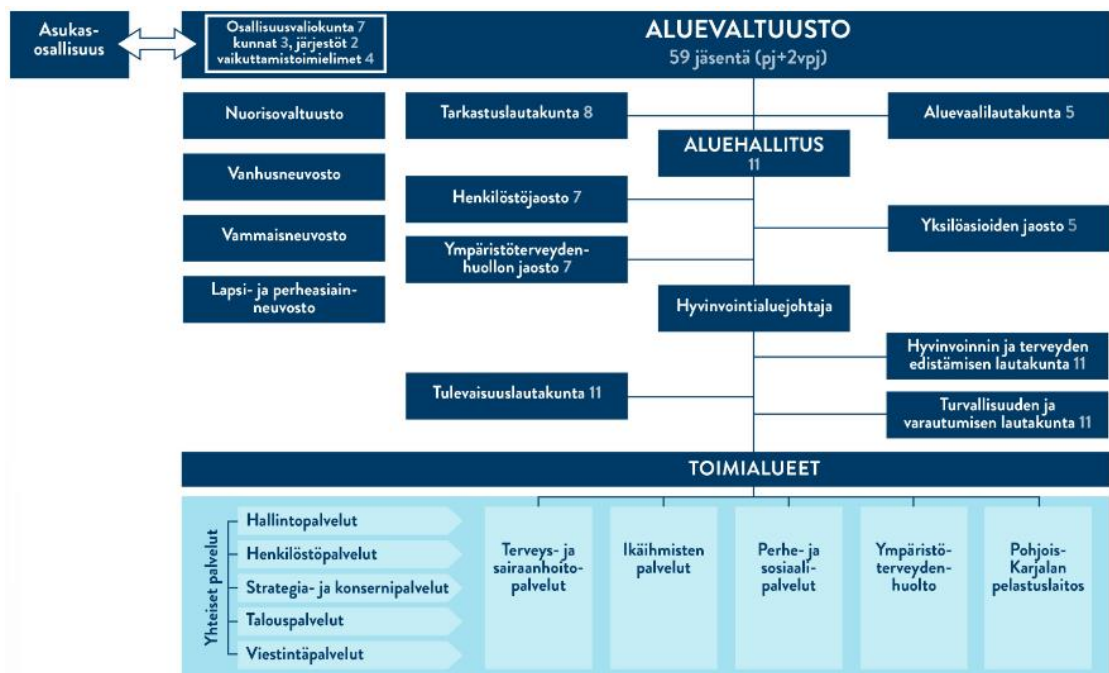 Asukas-
osallisuus
Osallisuusvaliokunta 7
kunnat 3, järjestöt 2
vaikuttamistoimielimet 4
ALUEVALTUUSTO
59 jäsentä (pj+2vpj)
Nuorisovaltuusto
Tarkastuslautakunta 8
Aluevaalilautakunta 5
ALUEHALLITUS
11
Vanhusneuvosto
Henkilöstöjaosto 7
Yksilöasioiden jaosto 5
Vammaisneuvosto
Ympäristöterveyden-
huollon jaosto 7
Lapsi- ja perheasiain-
neuvosto
Hyvinvointialuejohtaja
Hyvinvoinnin ja terveyden
edistämisen lautakunta 11
Tulevaisuuslautakunta 11
Turvallisuuden ja
varautumisen lautakunta 11
TOIMIALUEET
Yhteiset palvelut
Hallintopalvelut
Henkilöstöpalvelut
Strategia- ja konsernipalvelut
Talouspalvelut
Viestintäpalvelut
Terveys- ja
sairaanhoito-
palvelut
Ikäihmisten
palvelut
Perhe- ja
sosiaali-
palvelut
Ympäristö-
terveyden-
huolto
Pohjois-
Karjalan
pelastuslaitos